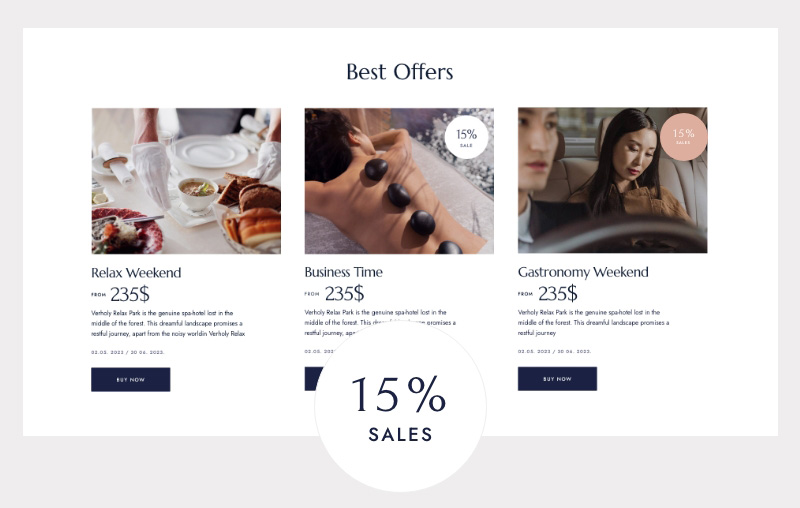 Best Offers
15%
SALE
15%
SALES
Relax Weekend
FROM 235$
Verholy Relax Park is the genuine spa-hotel lost in the
middle of the forest. This dreamful landscape promises a
restful journey, apart from the noisy worldin Verholy Relax
02.05. 2023 / 30 06. 2023.
BUY NOW
Business Time
FROM 235$
Verholy Relax Park is the genuine spa-hotel lost in the
middle of the forest. This dreamful landscape promises a
restful journey,
02.05.
Gastronomy Weekend
FROM 235$
Verholy Relax Park is the genuine spa-hotel lost in the
middle of the forest. This dreamful landscape promises a
restful journey
02.05. 2023 / 30 06. 2023.
BUY NOW
15%
SALES